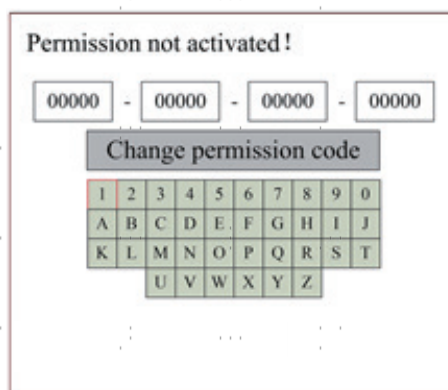 Permission not activated!
00000 - 00000 - 00000 - 00000
Change permission code
1 2 3 4 5 6 7 8 9 0
A B C D E F G H I J
K L M N O P Q R S T
U V W X Y Z